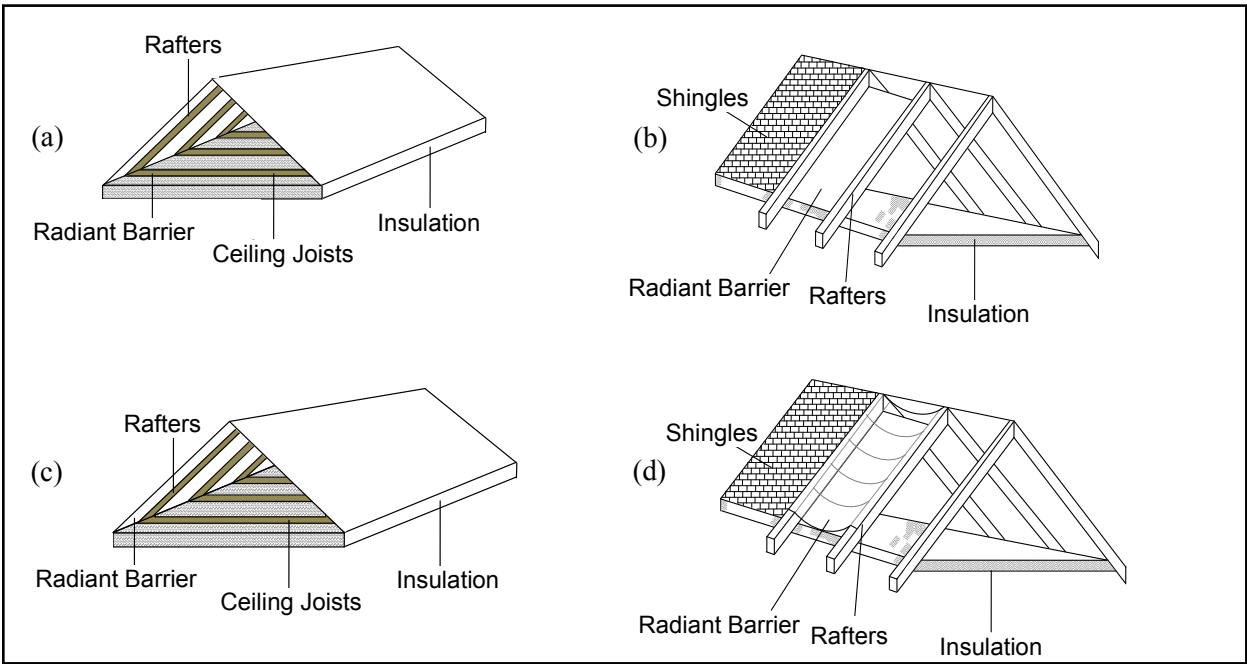 (a)
Rafters
Radiant Barrier
Ceiling Joists
Insulation
(b)
Shingles
Radiant Barrier
Rafters
Insulation
(c)
Rafters
Radiant Barrier
Ceiling Joists
Insulation
(d)
Shingles
Radiant Barrier
Rafters
Insulation